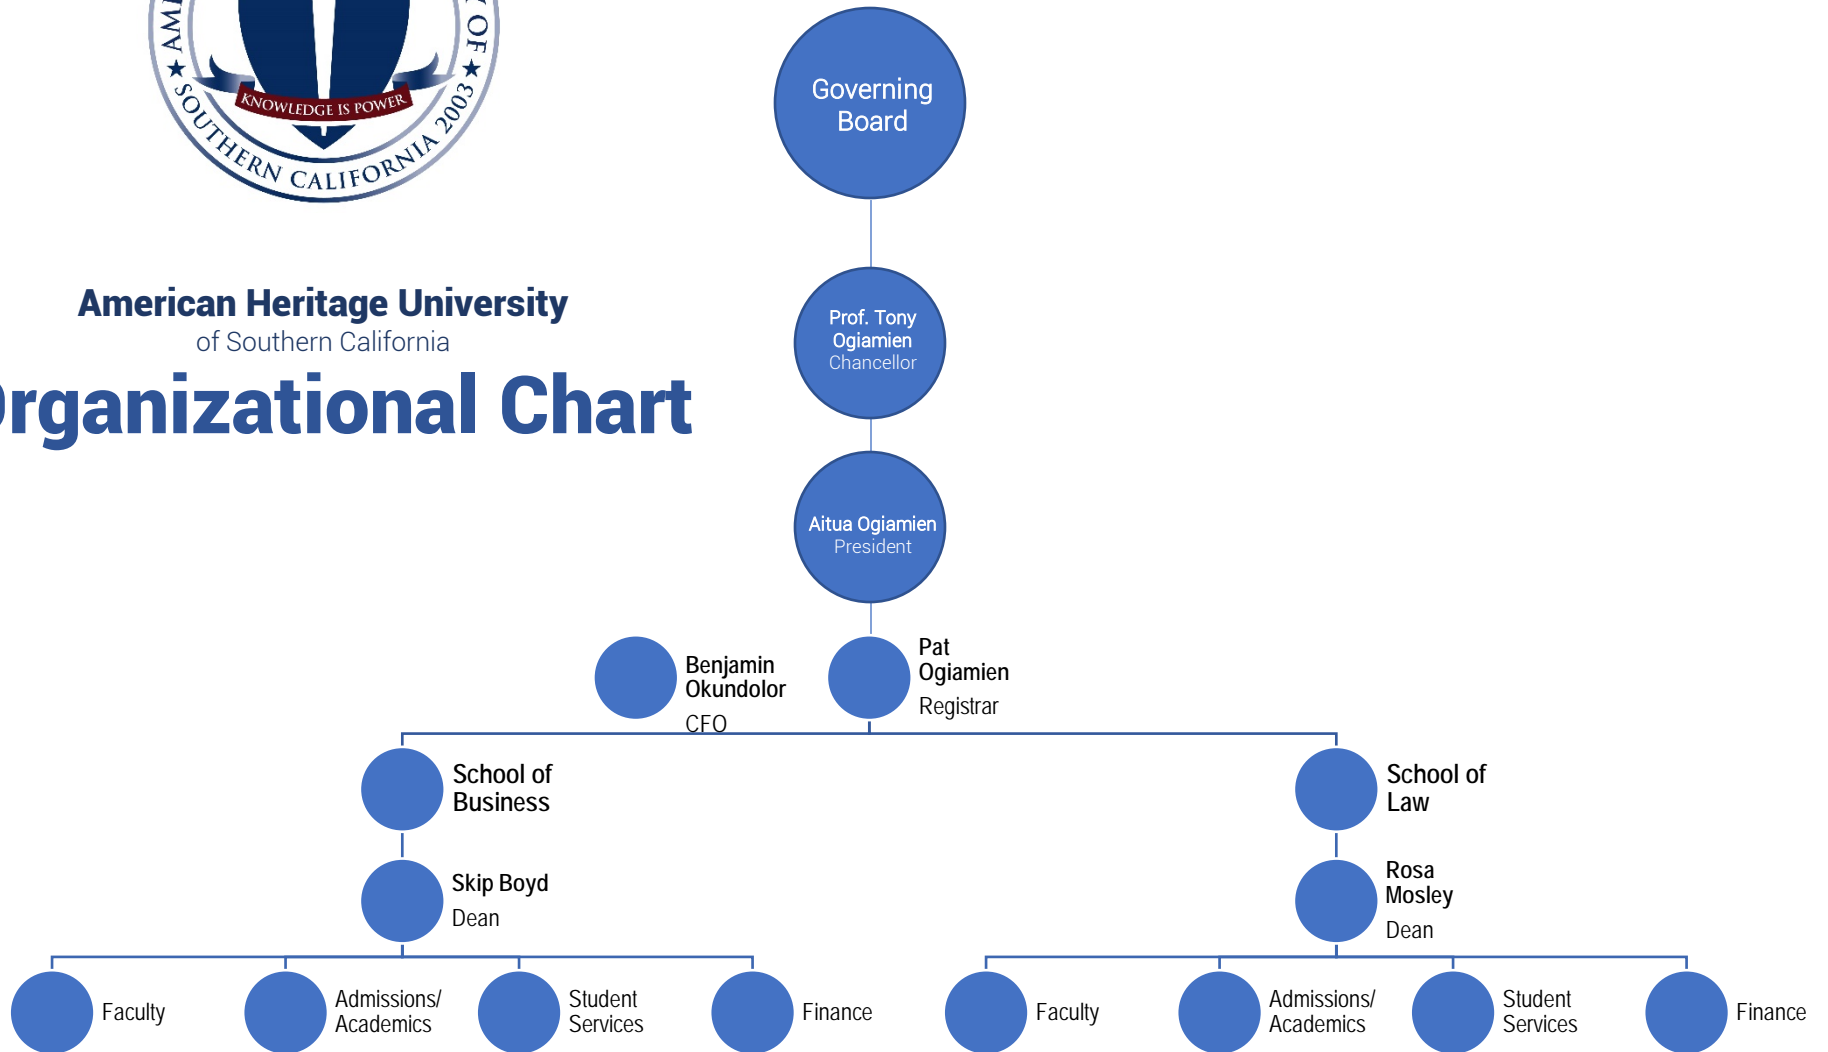 KNOWLEDGE IS POWER
SOUTHERN CALIFORNIA 2003
OF
American Heritage University
of Southern California
Organizational Chart
Governing
Board
Prof. Tony
Ogiamien
Chancellor
Aitua Ogiamien
President
Benjamin
Okundolor
CFO
Pat
Ogiamien
Registrar
School of
Business
School of
Law
Skip Boyd
Dean
Rosa
Mosley
Dean
Faculty
Admissions/
Academics
Student
Services
Finance
Faculty
Admissions/
Academics
Student
Services
Finance